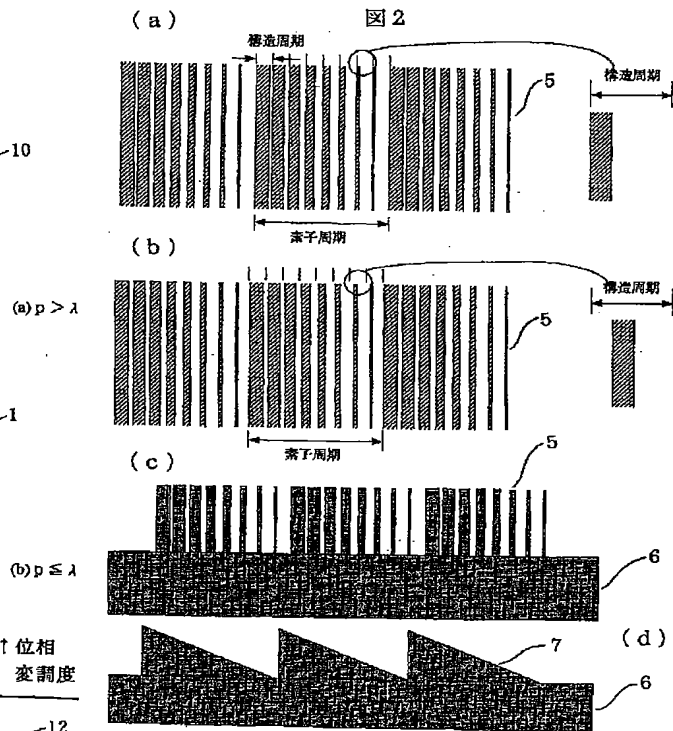 (a)
図2
構造周期
構造周期
5
10
素子周期
(b)
構造周期
(a) p > λ
5
1
素子周期
(c)
5
(b) p ≦ λ
6
↑位相
変調度
7
(d)
6
12